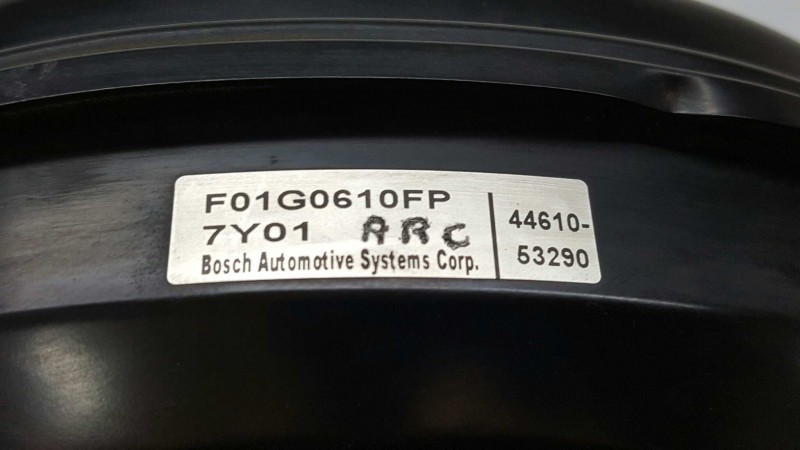 F01G0610FP
7Y01 ARC
Bosch Automotive Systems Corp.
44610-
53290